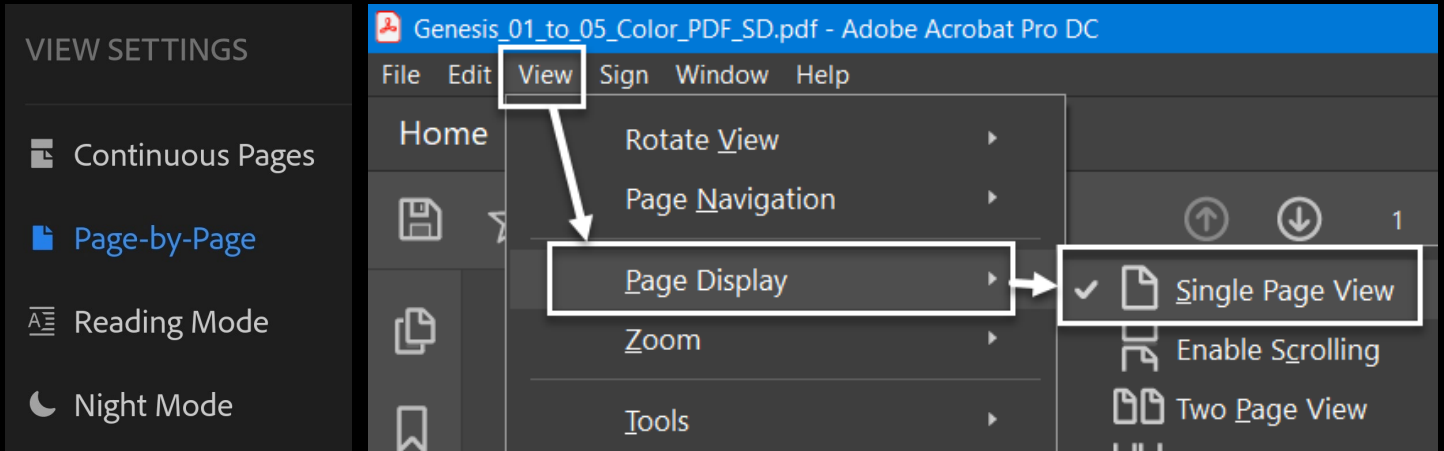 VIEW SETTINGS
Continuous Pages
Page-by-Page
Reading Mode
Night Mode
Genesis_01_to_05_Color_PDF_SD.pdf - Adobe Acrobat Pro DC
File Edit View Sign Window Help
Home
Rotate View
Page Navigation
1
Page Display
Single Page View
Zoom
Enable Scrolling
Two Page View
Tools